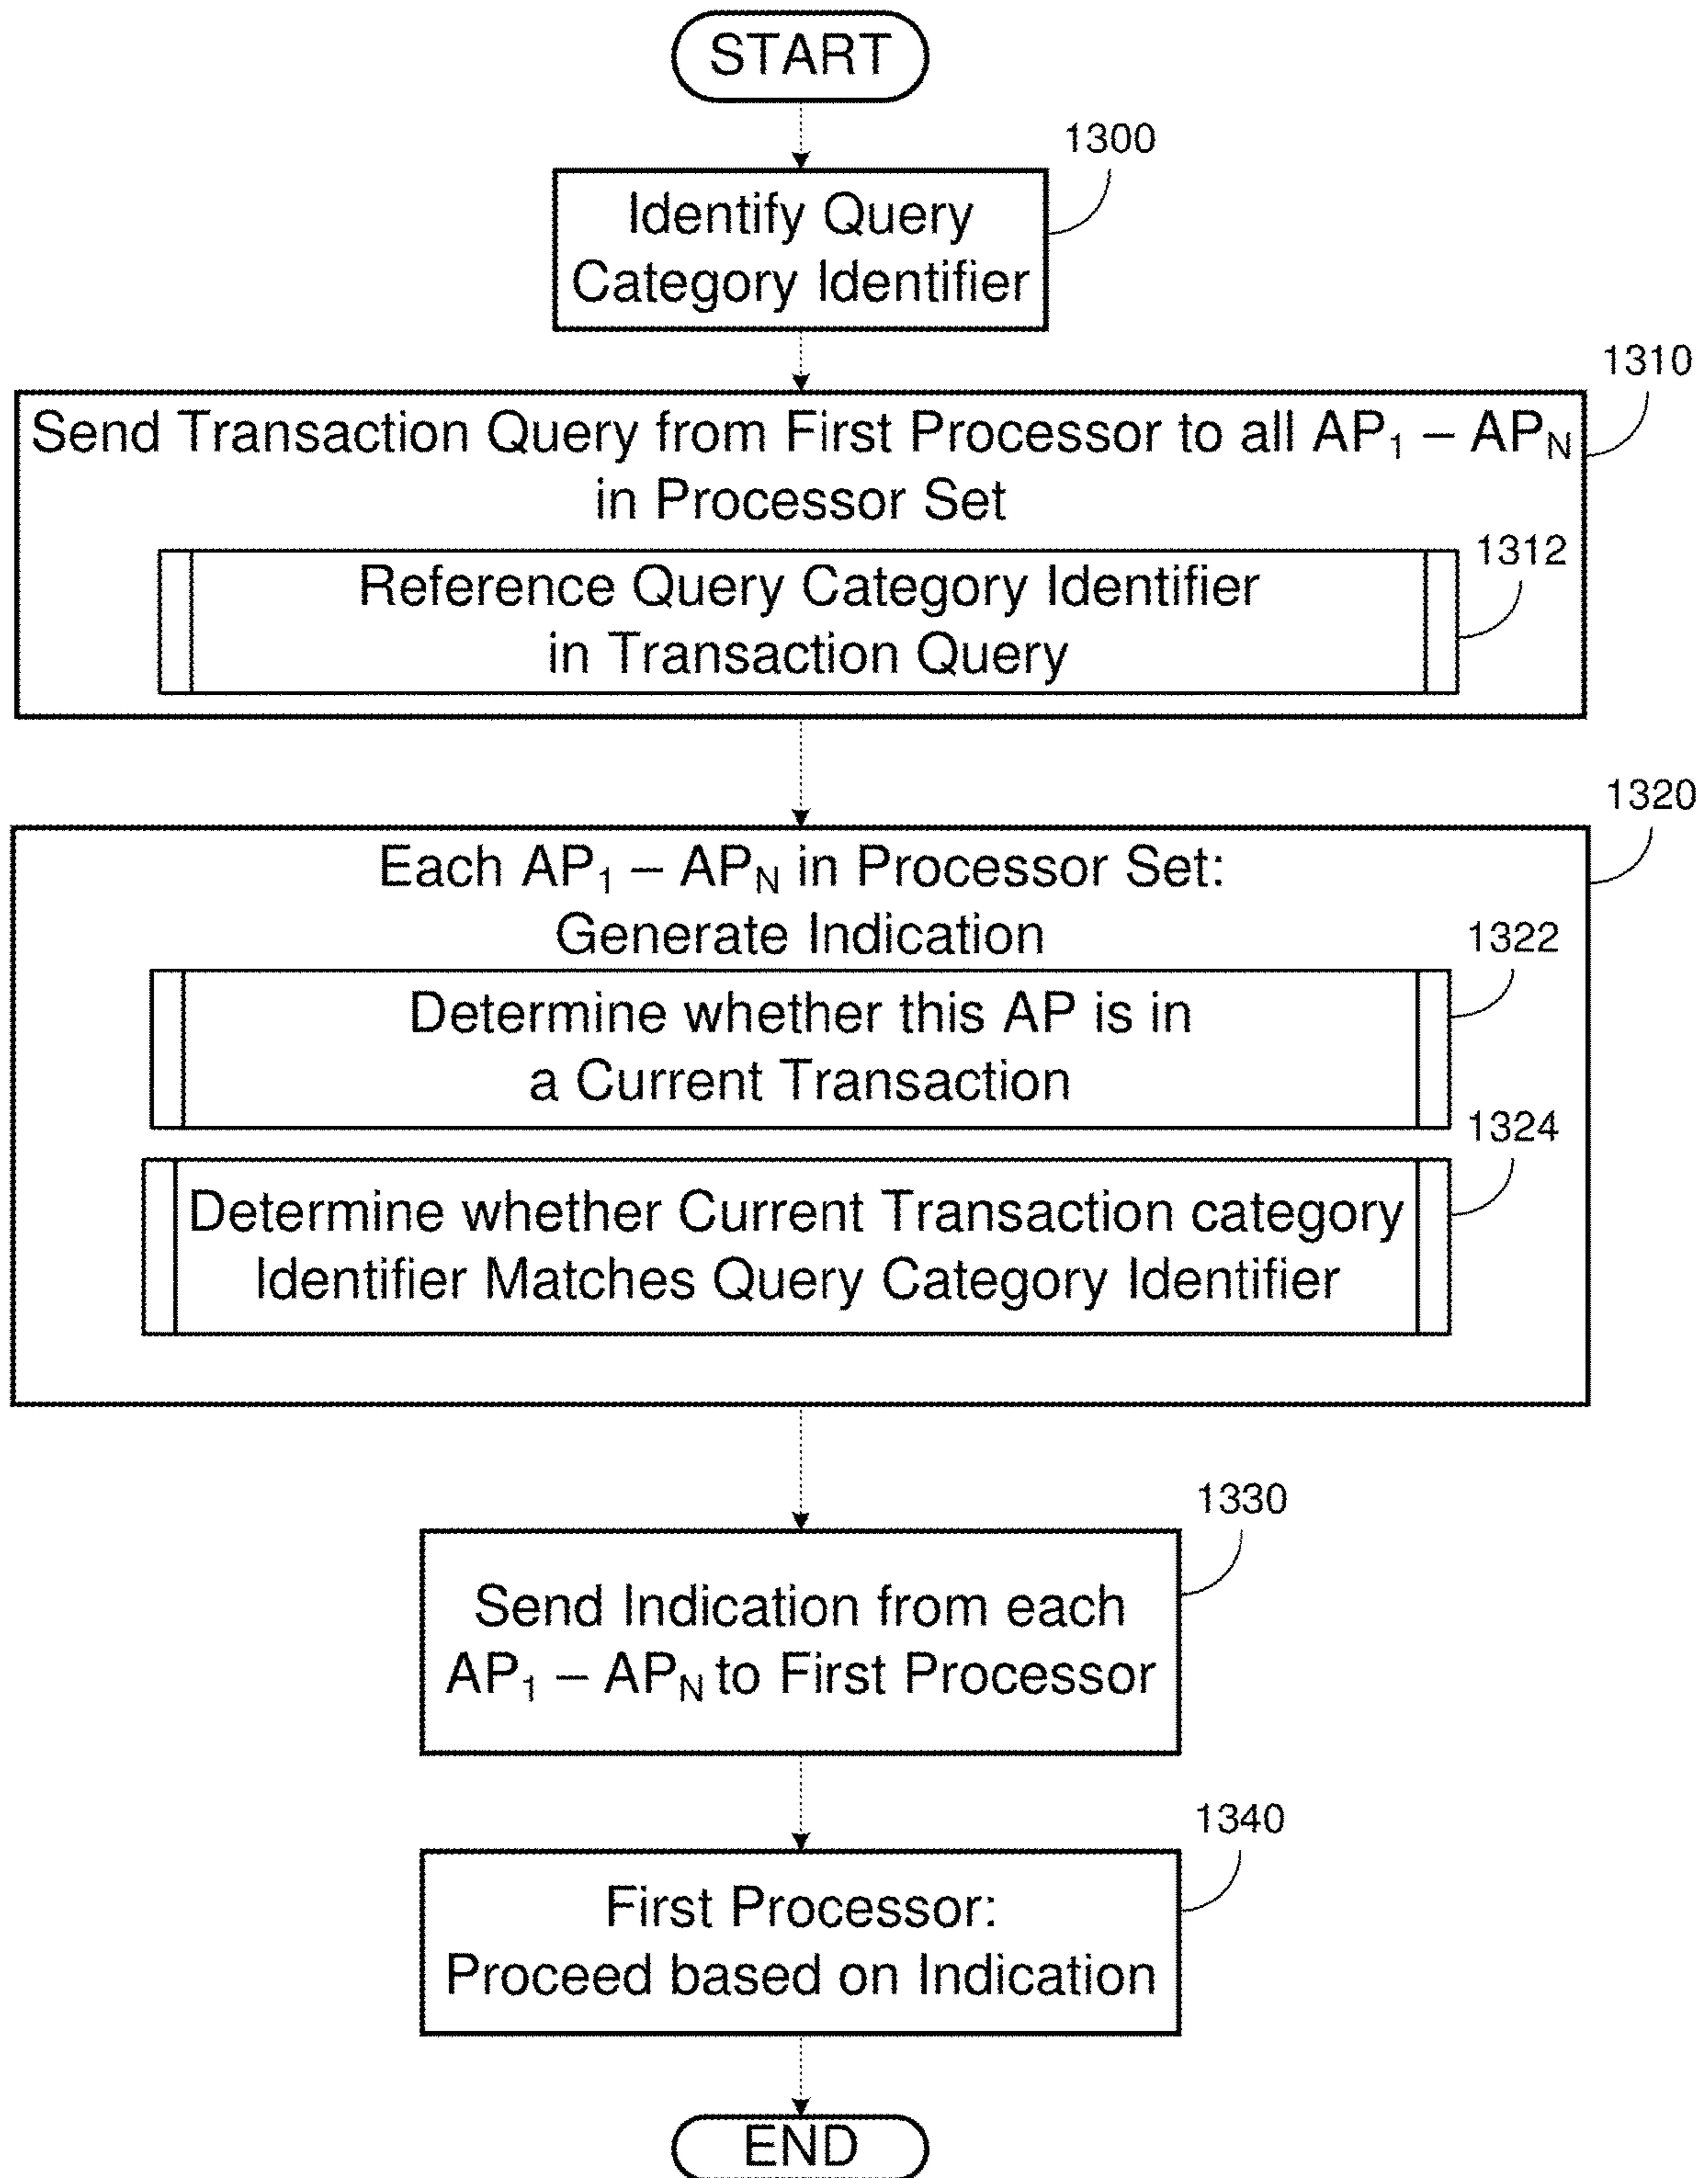 START
1300
Identify Query
Category Identifier
1310
Send Transaction Query from First Processor to all AP₁ – APN
in Processor Set
1312
Reference Query Category Identifier
in Transaction Query
1320
Each AP₁ – APN in Processor Set:
Generate Indication
1322
Determine whether this AP is in
a Current Transaction
1324
Determine whether Current Transaction category
Identifier Matches Query Category Identifier
1330
Send Indication from each
AP₁ – APN to First Processor
1340
First Processor:
Proceed based on Indication
END